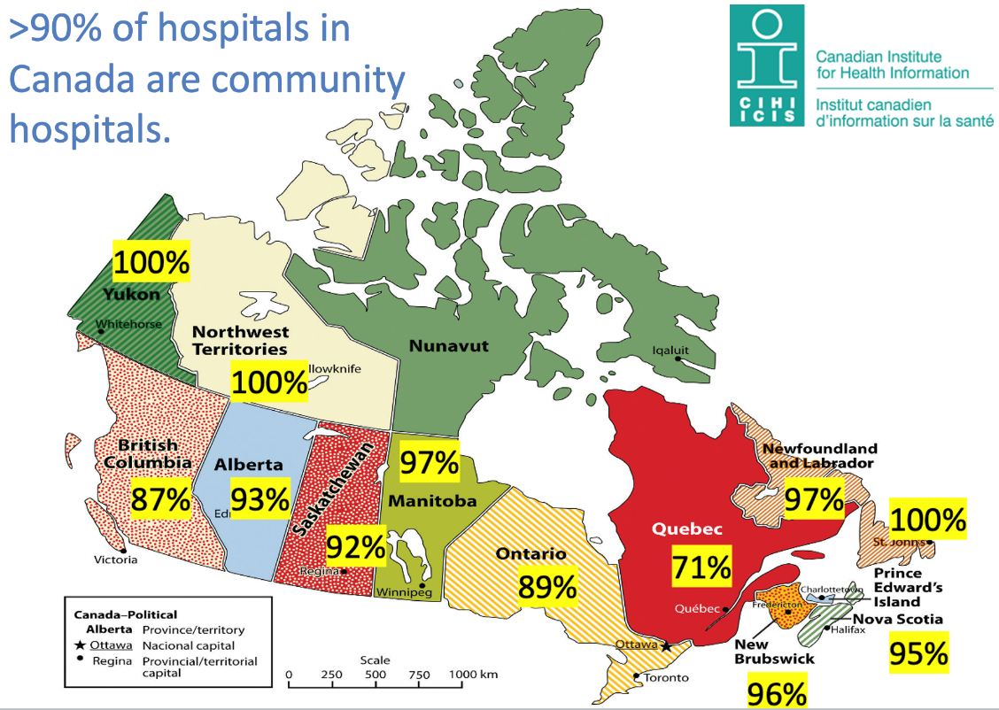 >90% of hospitals in
Canada are community
hospitals.
CIHI
ICIS
Canadian Institute
for Health Information
Institut canadien
d'information sur la santé
100%
Yukon
Whitehorse
Northwest
Territories
100%
llowknife
Nunavut
Iqaluit
British
Columbia
87%
Victoria
Alberta
93%
Ed
Saskatchewan
92%
Regina
97%
Manitoba
Winnipeg
Ontario
89%
Ottawa
Toronto
Quebec
71%
Québec
Newfoundland
and Labrador
97%
100%
St. Johns
Prince
Edward's
Island
Charlottetown
Fredericton
Nova Scotia
Halifax
95%
New
Brubswick
96%
Canada–Political
Alberta Province/territory
Ottawa Nacional capital
Regina Provincial/territorial
capital
Scale
0 250 500 750 1000 km